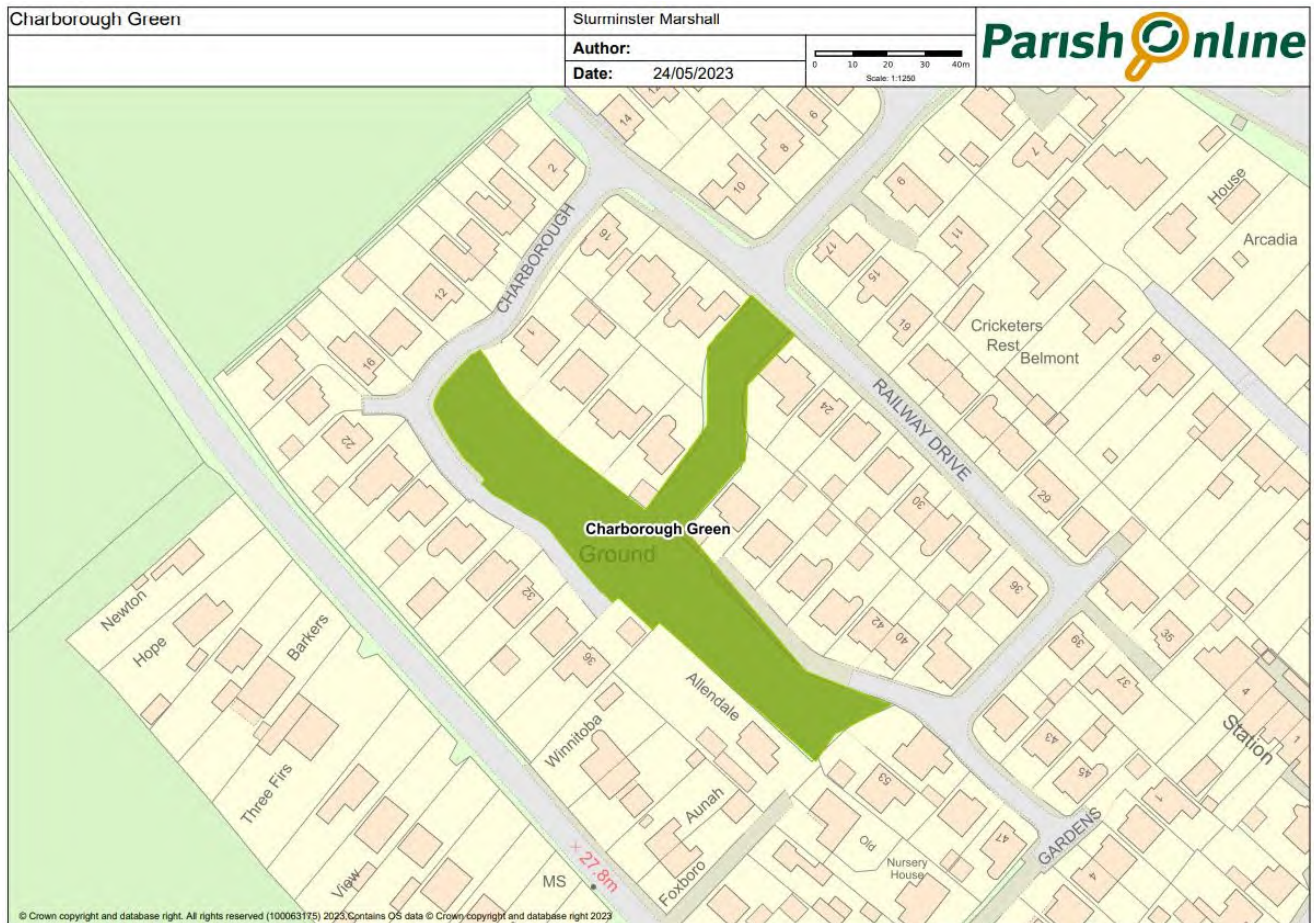 Charborough Green
Sturminster Marshall
Author:
Date: 24/05/2023
0 10 20 30 40m
Scale: 1:1250
Parish Online
14
2
8
6
10
7
6
House
Arcadia
CHARBOROUGH
16
17
11
15
12
19
Cricketers
Rest
Belmont
8
1
16
24
RAILWAY DRIVE
22
30
29
Charborough Green
Ground
36
32
42
40
39
35
36
37
4
Station
1
Newton
Hope
Barkers
Allendale
Winnitoba
43
45
Three Firs
Aunah
53
47
1
GARDENS
Old
Nursery
House
4
View
MS
× 27.8m
Foxboro
© Crown copyright and database right. All rights reserved (100063175) 2023.Contains OS data © Crown copyright and database right 2023